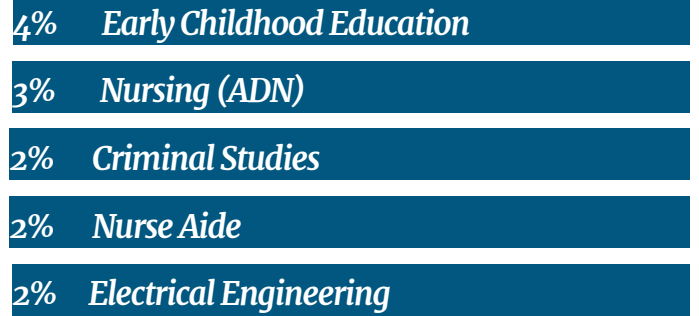 4% Early Childhood Education
3% Nursing (ADN)
2% Criminal Studies
2% Nurse Aide
2% Electrical Engineering